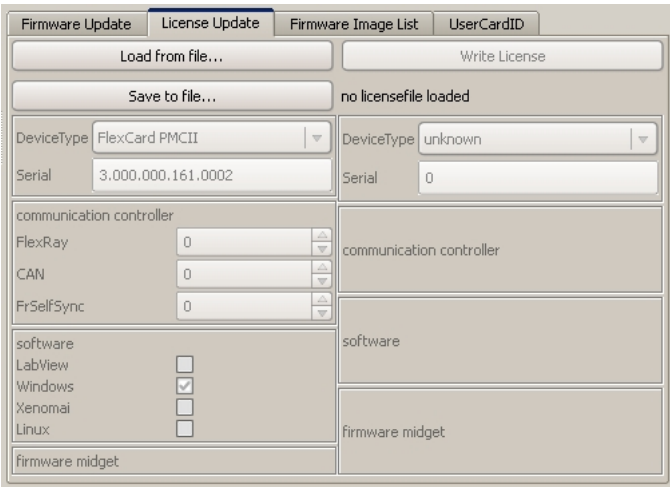 Firmware Update License Update Firmware Image List UserCardID
Load from file... Write License
Save to file... no licensefile loaded
DeviceType FlexCard PMCII
Serial 3.000.000.161.0002
DeviceType unknown
Serial 0
communication controller
FlexRay 0
CAN 0
FrSelfSync 0
communication controller
software
LabView
Windows
Xenomai
Linux
software
firmware midget
firmware midget